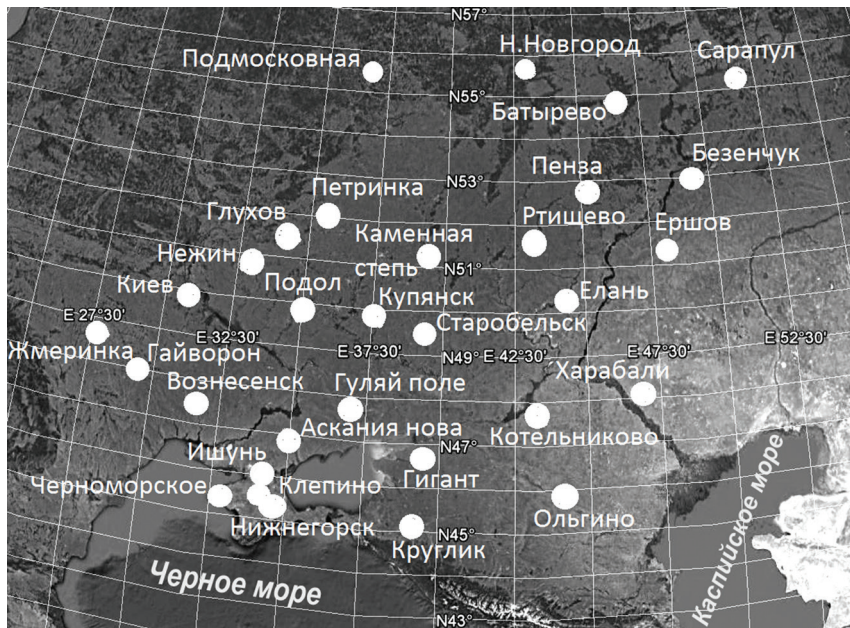 N57°
Н.Новгород
Подмосковная
Сарапул
N55°
Батырево
Безенчук
N53°
Пенза
Петринка
Глухов
Ртищево
Ершов
Каменная
степь
Нежин
N51°
Киев
Подол
Купянск
Елань
E 27°30'
Старобельск
E 32°30'
E 37°30'
N49°
E 42°30'
E 47°30'
E 52°30'
Жмеринка
Гайворон
Харабали
Вознесенск
Гуляй поле
Аскания нова
Котельниково
N47°
Ишунь
Гигант
Черноморское
Клепино
Ольгино
Нижнегорск
N45°
Круглик
Черное море
Каспийское море
N43°